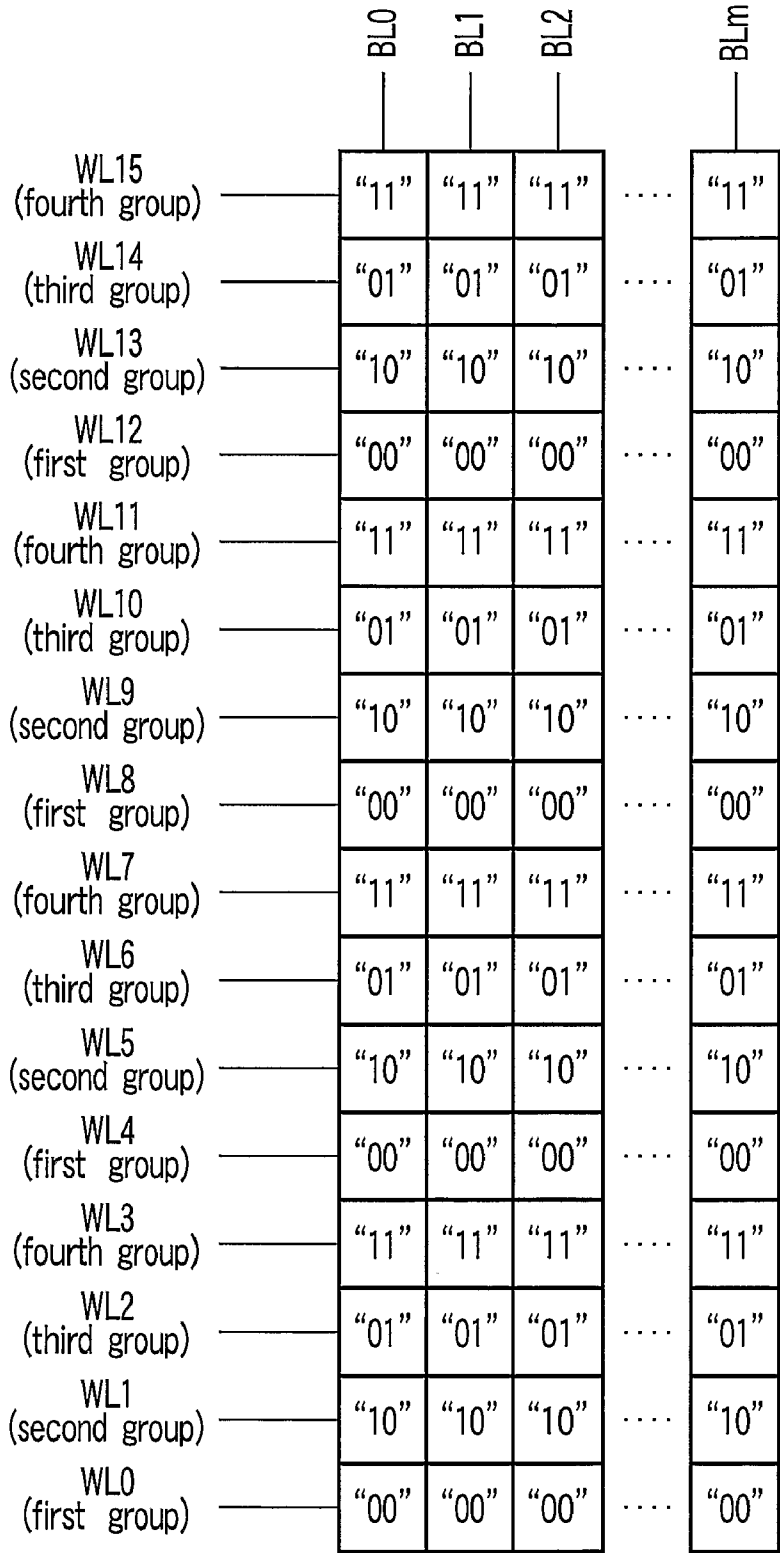 BL0 BL1 BL2 BLm
WL15
(fourth group) “11” “11” “11” ···· “11”
WL14
(third group) “01” “01” “01” ···· “01”
WL13
(second group) “10” “10” “10” ···· “10”
WL12
(first group) “00” “00” “00” ···· “00”
WL11
(fourth group) “11” “11” “11” ···· “11”
WL10
(third group) “01” “01” “01” ···· “01”
WL9
(second group) “10” “10” “10” ···· “10”
WL8
(first group) “00” “00” “00” ···· “00”
WL7
(fourth group) “11” “11” “11” ···· “11”
WL6
(third group) “01” “01” “01” ···· “01”
WL5
(second group) “10” “10” “10” ···· “10”
WL4
(first group) “00” “00” “00” ···· “00”
WL3
(fourth group) “11” “11” “11” ···· “11”
WL2
(third group) “01” “01” “01” ···· “01”
WL1
(second group) “10” “10” “10” ···· “10”
WL0
(first group) “00” “00” “00” ···· “00”